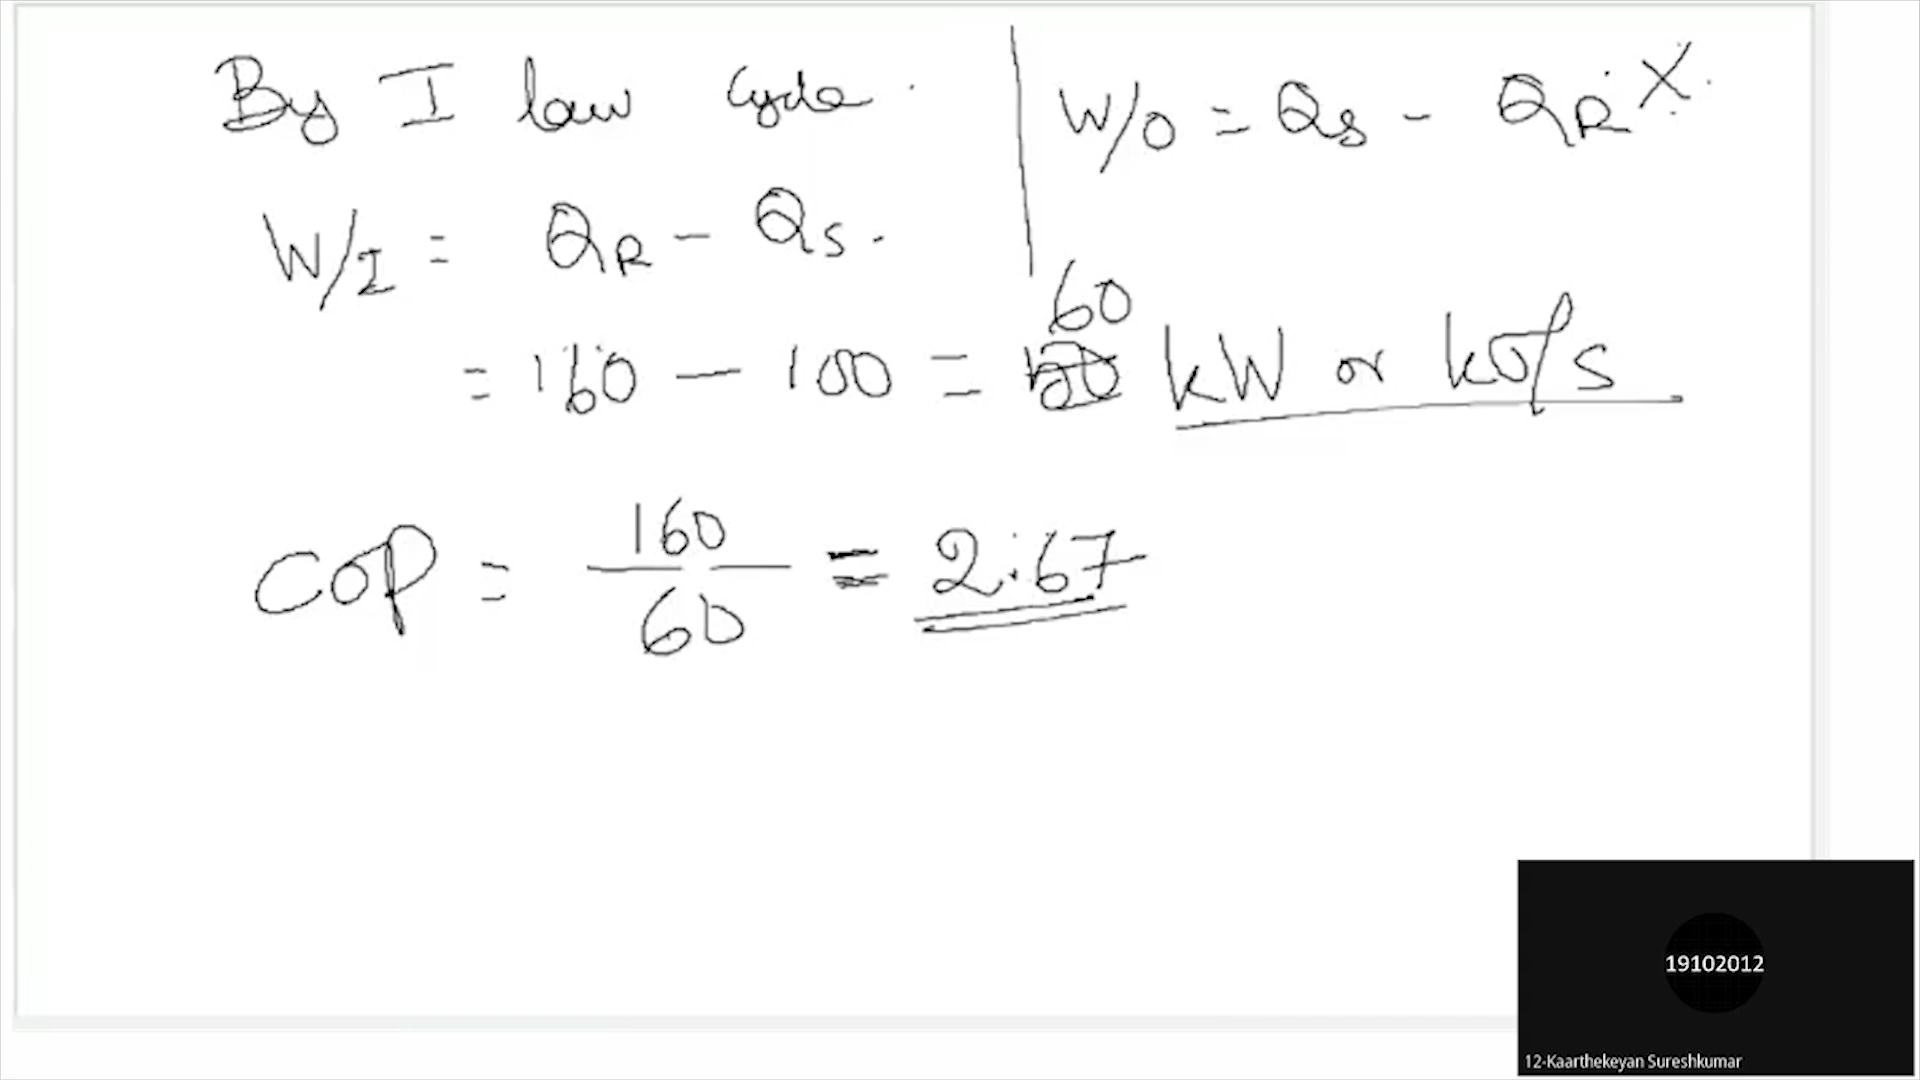 By I law cycle.
W/O = QS - QR X.
W/I = QR - QS.
= 160 - 100 = 60 kW or kJ/s
COP = 160/60 = 2.67
19102012
12-Kaarthekeyan Sureshkumar